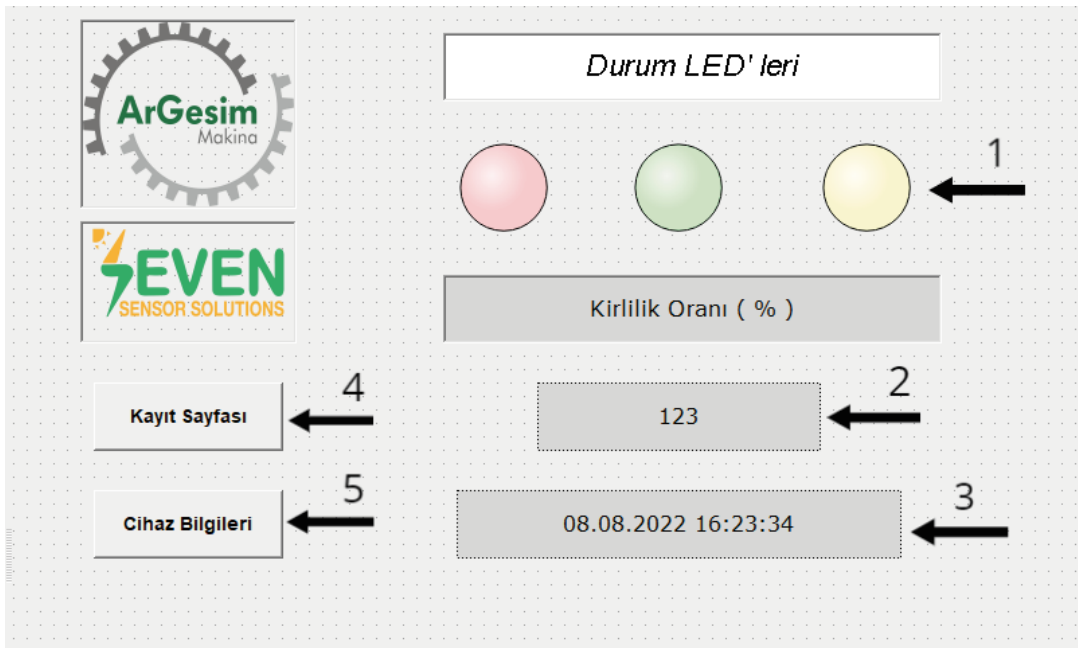 ArGesim
Makina
Durum LED' leri
1
SEVEN
SENSOR SOLUTIONS
Kirlilik Oranı ( % )
Kayıt Sayfası
4
123
2
Cihaz Bilgileri
5
08.08.2022 16:23:34
3